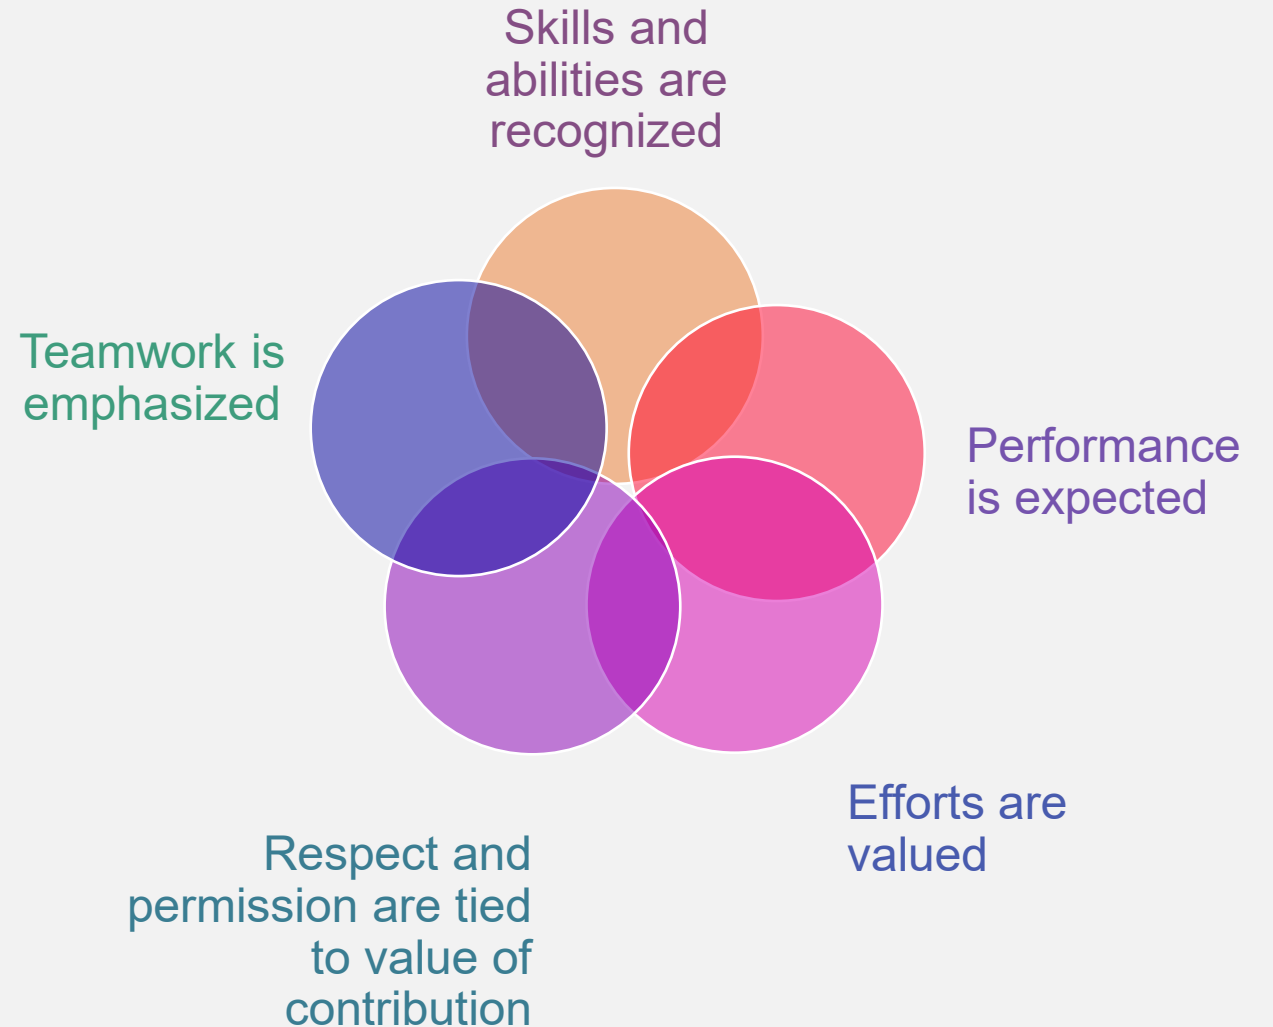 Skills and
abilities are
recognized
Teamwork is
emphasized
Performance
is expected
Efforts are
valued
Respect and
permission are tied
to value of
contribution